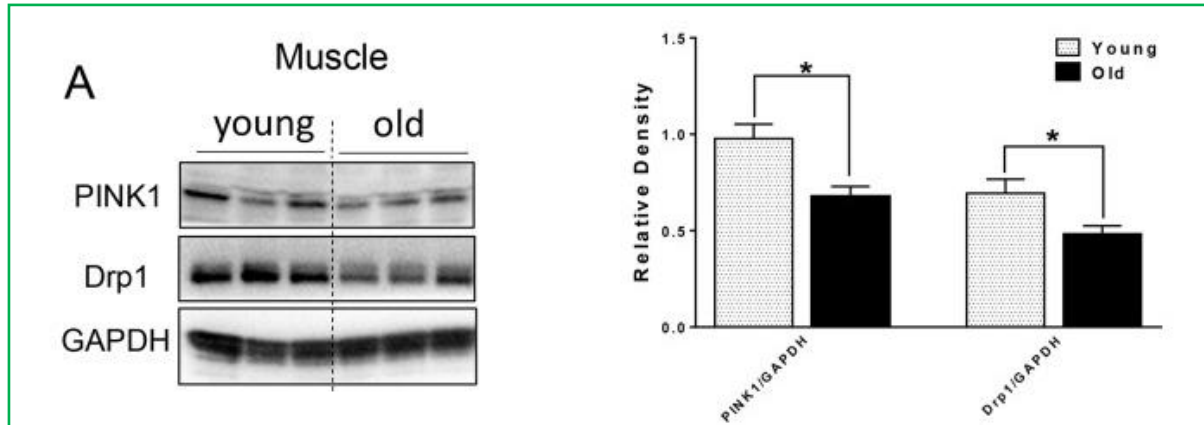 A
Muscle
young old
PINK1
Drp1
GAPDH
Relative Density
1.5
1.0
0.5
0.0
Young
Old
*
*
PINK1/GAPDH
Drp1/GAPDH